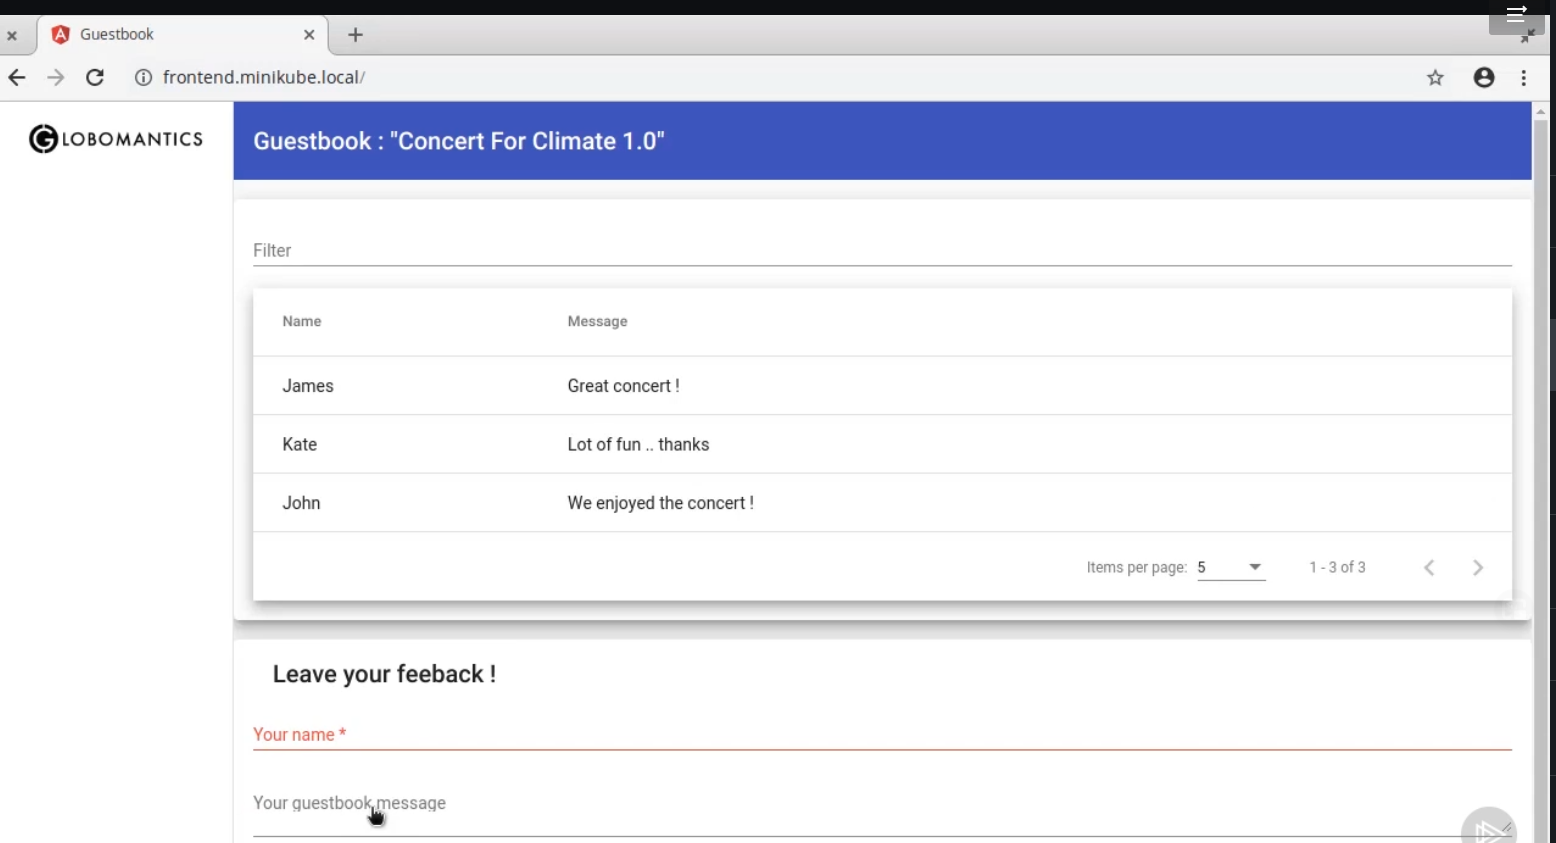 Guestbook
frontend.minikube.local/
GLOBOMANTICS
Guestbook : "Concert For Climate 1.0"
Filter
Name Message
James Great concert !
Kate Lot of fun .. thanks
John We enjoyed the concert !
Items per page: 5 1 - 3 of 3
Leave your feeback !
Your name *
Your guestbook message